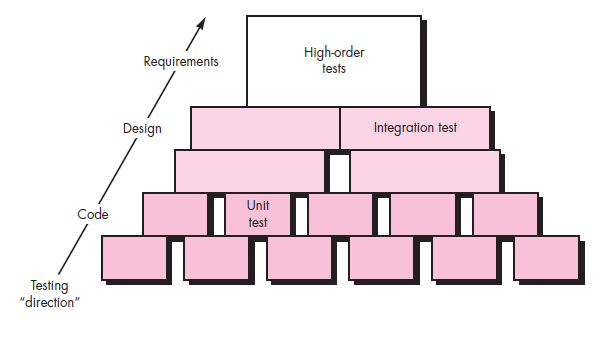 High-order
tests
Requirements
Design
Integration test
Code
Unit
test
Testing
"direction"